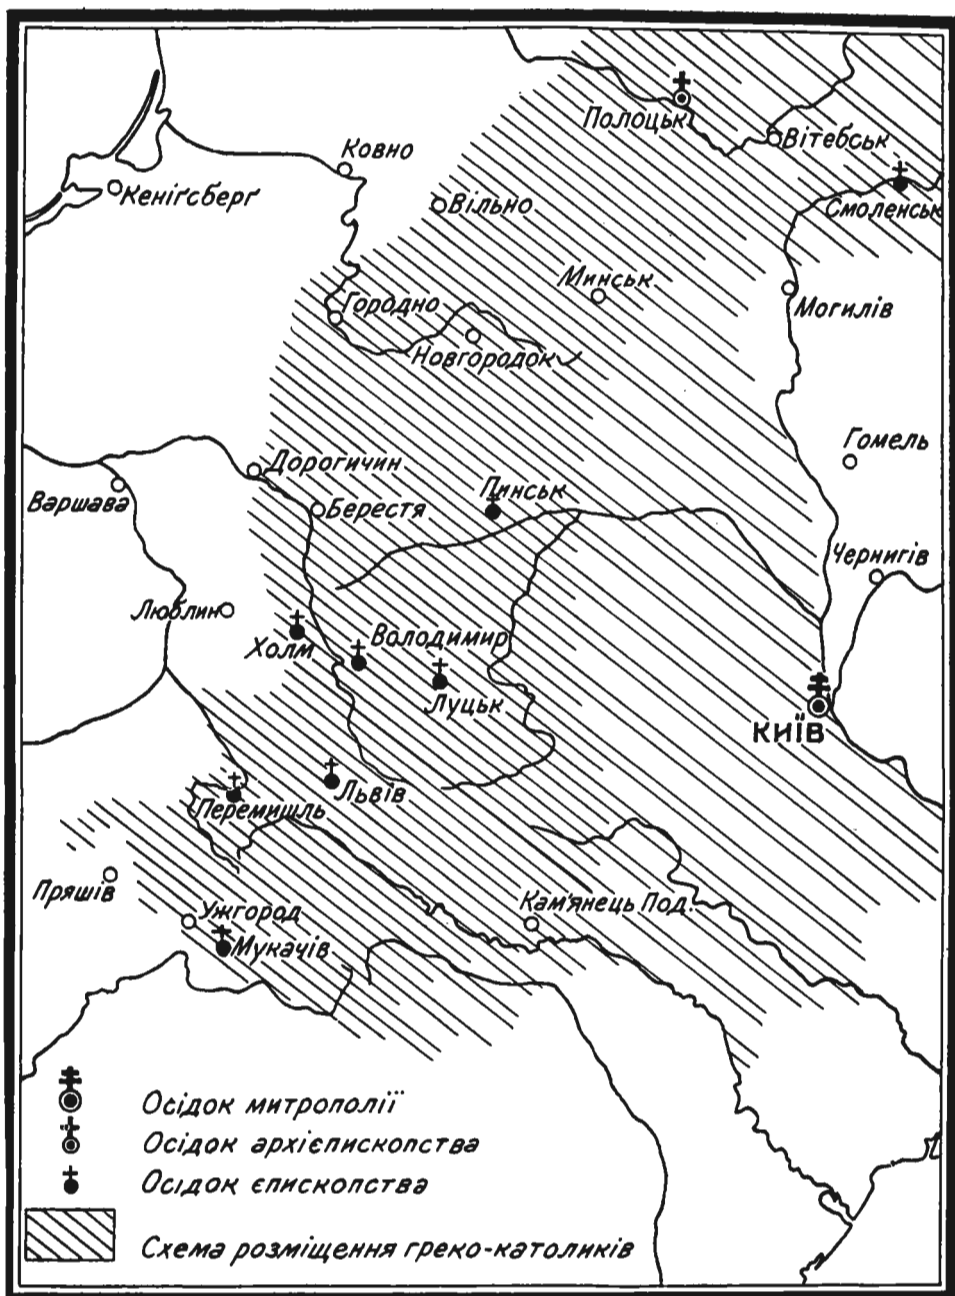 Полоцьк
Вітебськ
Ковно
Кеніґсберґ
Вільно
Смоленськ
Минськ
Городно
Могилів
Новгородок
Гомель
Дорогичин
Варшава
Пинськ
Берестя
Чернигів
Люблин
Холм
Володимир
Луцьк
КИЇВ
Львів
Перемишль
Пряшів
Ужгород
Кам'янець Под.
Мукачів
Осідок митрополії
Осідок архієпископства
Осідок єпископства
Схема розміщення греко-католиків